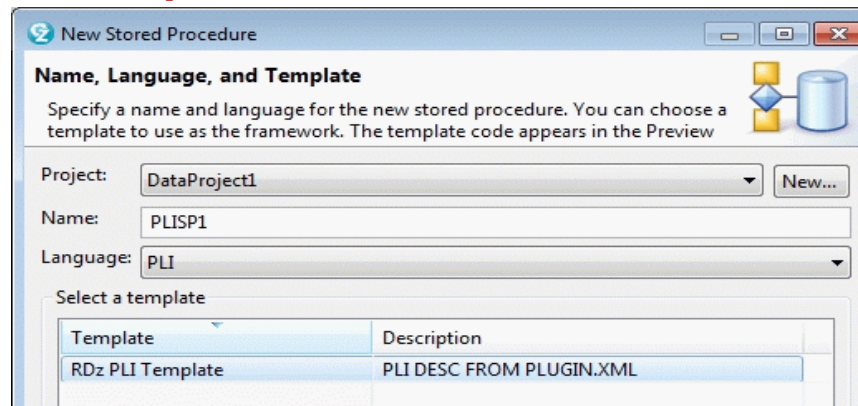 New Stored Procedure
Name, Language, and Template
Specify a name and language for the new stored procedure. You can choose a
template to use as the framework. The template code appears in the Preview
Project:
DataProject1
New...
Name:
PLISP1
Language:
PLI
Select a template
Template
Description
RDz PLI Template
PLI DESC FROM PLUGIN.XML